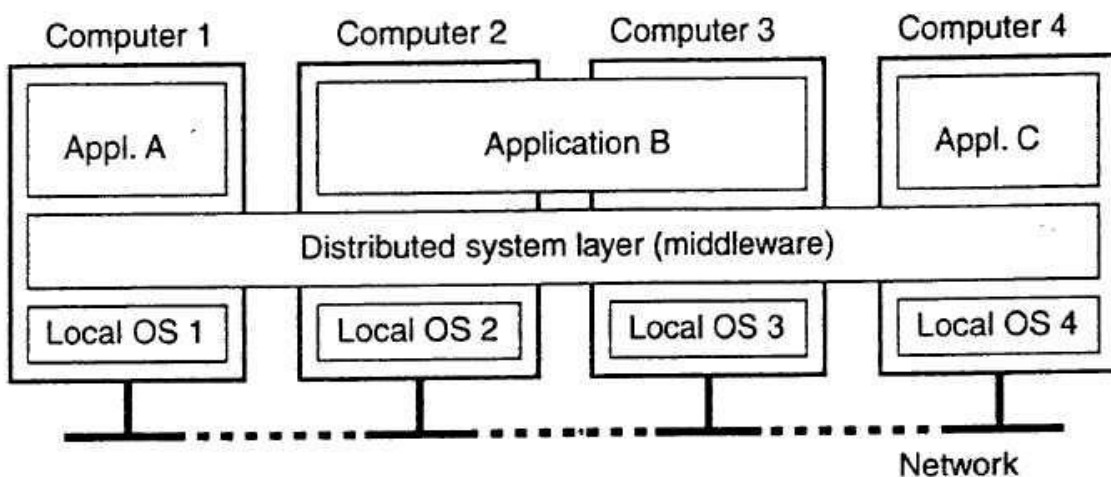 Computer 1
Computer 2
Computer 3
Computer 4
Appl. A
Application B
Appl. C
Distributed system layer (middleware)
Local OS 1
Local OS 2
Local OS 3
Local OS 4
Network